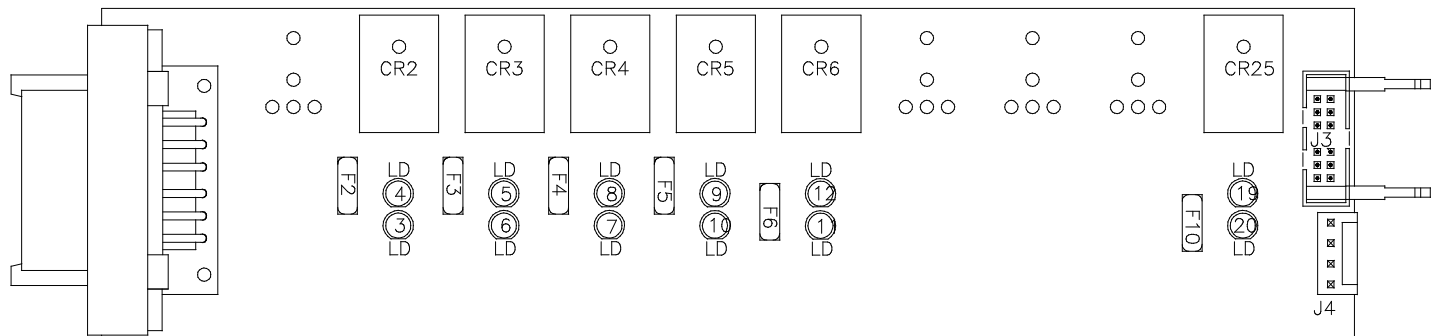 CR2 CR3 CR4 CR5 CR6 CR25
J3
LD LD LD LD LD LD
F2 4 F3 5 F4 8 F5 9 12 19
F6 F10
3 6 7 10 11 20
LD LD LD LD LD LD
J4